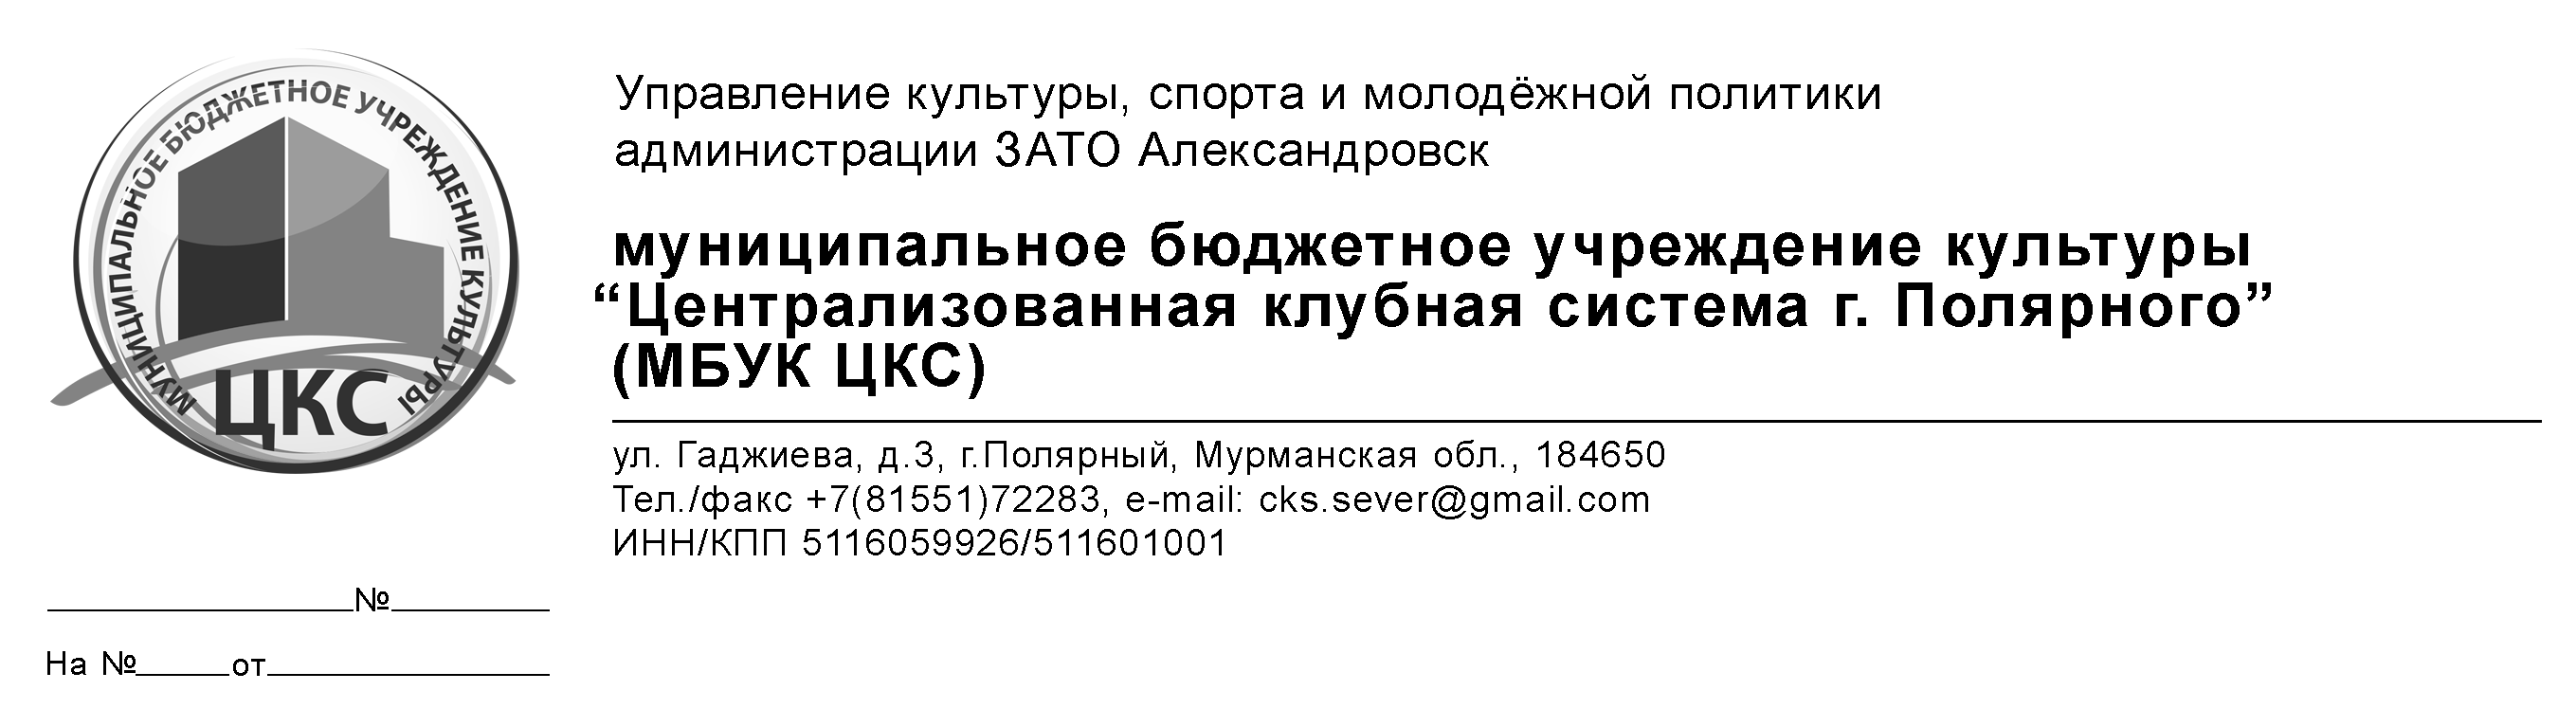 МУНИЦИПАЛЬНОЕ БЮДЖЕТНОЕ УЧРЕЖДЕНИЕ КУЛЬТУРЫ
ЦКС
Управление культуры, спорта и молодёжной политики
администрации ЗАТО Александровск
муниципальное бюджетное учреждение культуры
“Централизованная клубная система г. Полярного”
(МБУК ЦКС)
ул. Гаджиева, д.3, г.Полярный, Мурманская обл., 184650
Тел./факс +7(81551)72283, e-mail: cks.sever@gmail.com
ИНН/КПП 5116059926/511601001
№
На № от